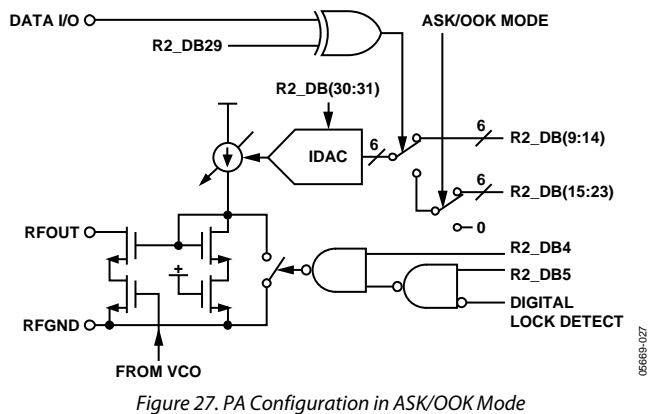 DATA I/O
ASK/OOK MODE
R2_DB29
R2_DB(30:31)
6
R2_DB(9:14)
IDAC
6
6
R2_DB(15:23)
0
RFOUT
R2_DB4
R2_DB5
+
DIGITAL
LOCK DETECT
RFGND
FROM VCO
05669-027
Figure 27. PA Configuration in ASK/OOK Mode